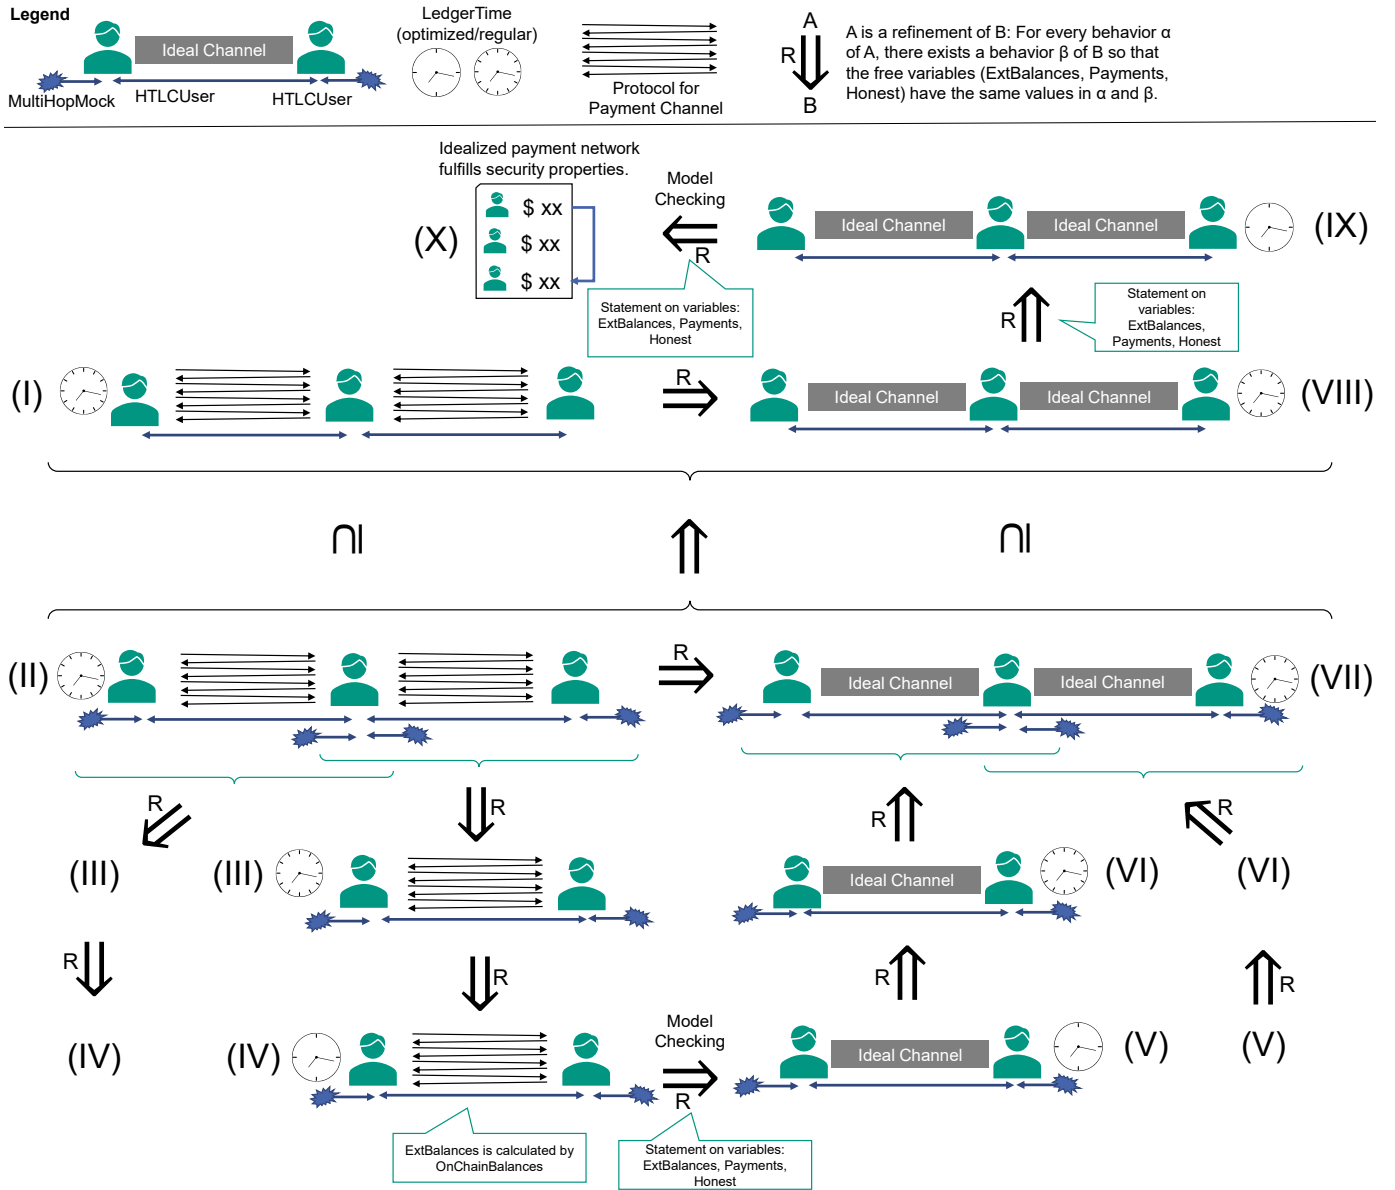 Legend
Ideal Channel
MultiHopMock
HTLCUser
HTLCUser
LedgerTime
(optimized/regular)
Protocol for
Payment Channel
A
R
B
A is a refinement of B: For every behavior α
of A, there exists a behavior β of B so that
the free variables (ExtBalances, Payments,
Honest) have the same values in α and β.
Idealized payment network
fulfills security properties.
(X)
$ xx
$ xx
$ xx
Model
Checking
R
Statement on variables:
ExtBalances, Payments,
Honest
Ideal Channel
Ideal Channel
(IX)
R
Statement on
variables:
ExtBalances,
Payments, Honest
(I)
R
Ideal Channel
Ideal Channel
(VIII)
⊆
⊆
(II)
R
Ideal Channel
Ideal Channel
(VII)
R
R
R
R
(III)
(III)
Ideal Channel
(VI)
(VI)
R
R
R
R
(IV)
(IV)
Model
Checking
R
Ideal Channel
(V)
(V)
ExtBalances is calculated by
OnChainBalances
Statement on variables:
ExtBalances, Payments,
Honest